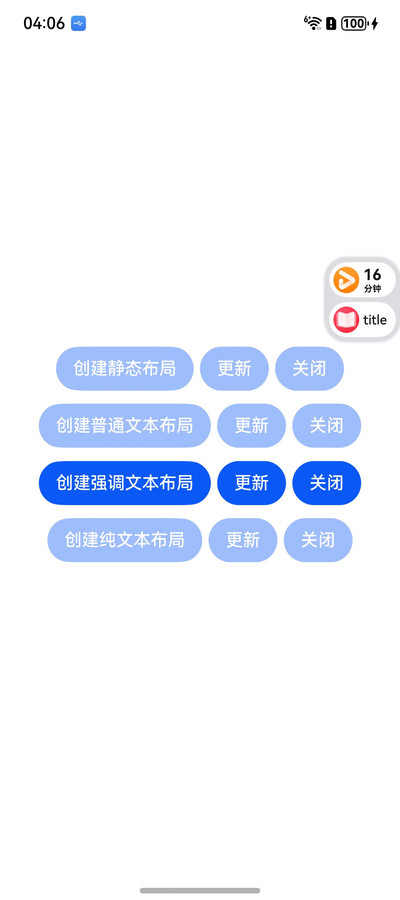 04:06
100
16
分钟
title
创建静态布局 更新 关闭
创建普通文本布局 更新 关闭
创建强调文本布局 更新 关闭
创建纯文本布局 更新 关闭